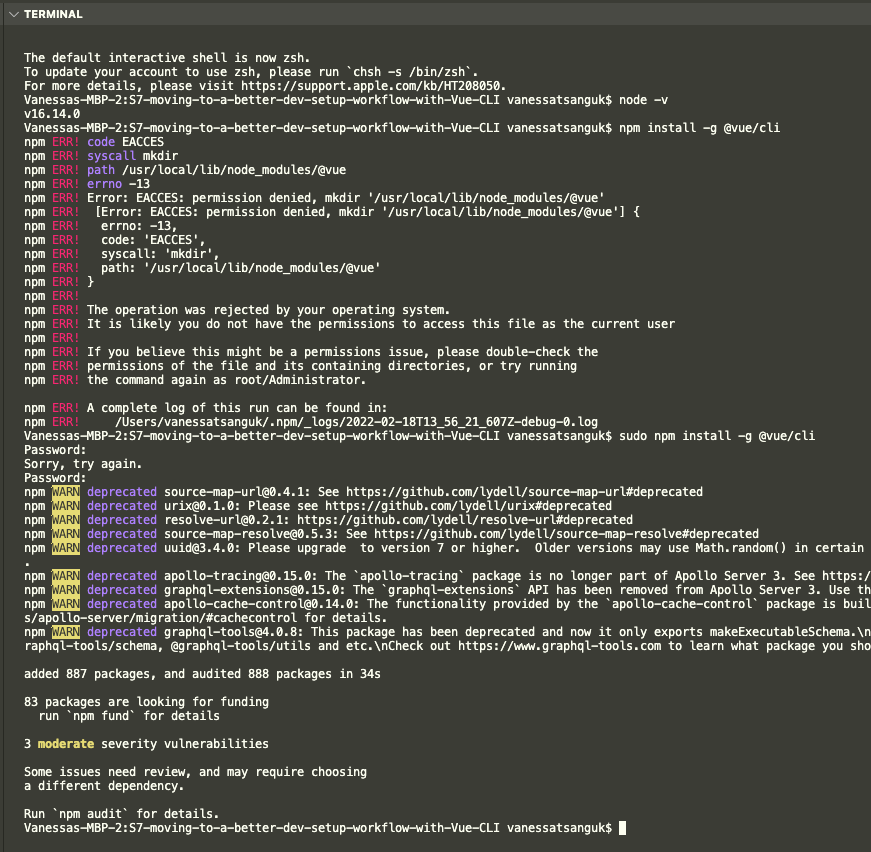 TERMINAL
The default interactive shell is now zsh.
To update your account to use zsh, please run `chsh -s /bin/zsh`.
For more details, please visit https://support.apple.com/kb/HT208050.
Vanessas-MBP-2:S7-moving-to-a-better-dev-setup-workflow-with-Vue-CLI vanessatsanguk$ node -v
v16.14.0
Vanessas-MBP-2:S7-moving-to-a-better-dev-setup-workflow-with-Vue-CLI vanessatsanguk$ npm install -g @vue/cli
npm ERR! code EACCES
npm ERR! syscall mkdir
npm ERR! path /usr/local/lib/node_modules/@vue
npm ERR! errno -13
npm ERR! Error: EACCES: permission denied, mkdir '/usr/local/lib/node_modules/@vue'
npm ERR!  [Error: EACCES: permission denied, mkdir '/usr/local/lib/node_modules/@vue'] {
npm ERR!   errno: -13,
npm ERR!   code: 'EACCES',
npm ERR!   syscall: 'mkdir',
npm ERR!   path: '/usr/local/lib/node_modules/@vue'
npm ERR! }
npm ERR!
npm ERR! The operation was rejected by your operating system.
npm ERR! It is likely you do not have the permissions to access this file as the current user
npm ERR!
npm ERR! If you believe this might be a permissions issue, please double-check the
npm ERR! permissions of the file and its containing directories, or try running
npm ERR! the command again as root/Administrator.
npm ERR! A complete log of this run can be found in:
npm ERR!     /Users/vanessatsanguk/.npm/_logs/2022-02-18T13_56_21_607Z-debug-0.log
Vanessas-MBP-2:S7-moving-to-a-better-dev-setup-workflow-with-Vue-CLI vanessatsanguk$ sudo npm install -g @vue/cli
Password:
Sorry, try again.
Password:
npm WARN deprecated source-map-url@0.4.1: See https://github.com/lydell/source-map-url#deprecated
npm WARN deprecated urix@0.1.0: Please see https://github.com/lydell/urix#deprecated
npm WARN deprecated resolve-url@0.2.1: https://github.com/lydell/resolve-url#deprecated
npm WARN deprecated source-map-resolve@0.5.3: See https://github.com/lydell/source-map-resolve#deprecated
npm WARN deprecated uuid@3.4.0: Please upgrade  to version 7 or higher.  Older versions may use Math.random() in certain
.
npm WARN deprecated apollo-tracing@0.15.0: The `apollo-tracing` package is no longer part of Apollo Server 3. See https:/
npm WARN deprecated graphql-extensions@0.15.0: The `graphql-extensions` API has been removed from Apollo Server 3. Use th
npm WARN deprecated apollo-cache-control@0.14.0: The functionality provided by the `apollo-cache-control` package is buil
s/apollo-server/migration/#cachecontrol for details.
npm WARN deprecated graphql-tools@4.0.8: This package has been deprecated and now it only exports makeExecutableSchema.\n
raphql-tools/schema, @graphql-tools/utils and etc.\nCheck out https://www.graphql-tools.com to learn what package you sho
added 887 packages, and audited 888 packages in 34s
83 packages are looking for funding
  run `npm fund` for details
3 moderate severity vulnerabilities
Some issues need review, and may require choosing
a different dependency.
Run `npm audit` for details.
Vanessas-MBP-2:S7-moving-to-a-better-dev-setup-workflow-with-Vue-CLI vanessatsanguk$